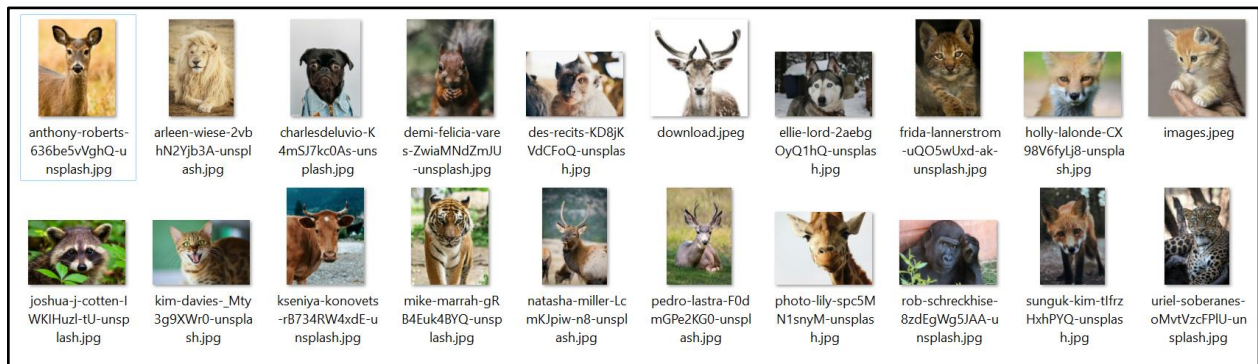 anthony-roberts-
636be5vVghQ-u
nsplash.jpg
arleen-wiese-2vb
hN2Yjb3A-unspl
ash.jpg
charlesdeluvio-K
4mSJ7kc0As-uns
plash.jpg
demi-felicia-vare
s-ZwiaMNdZmJU
-unsplash.jpg
des-recits-KD8jK
VdCFoQ-unsplas
h.jpg
download.jpeg
ellie-lord-2aebg
OyQ1hQ-unsplas
h.jpg
frida-lannerstrom
-uQO5wUxd-ak-
unsplash.jpg
holly-lalonde-CX
98V6fyLj8-unspla
sh.jpg
images.jpeg
joshua-j-cotten-I
WKIHuzl-tU-unsp
lash.jpg
kim-davies-_Mty
3g9XWr0-unspla
sh.jpg
kseniya-konovets
-rB734RW4xdE-u
nsplash.jpg
mike-marrah-gR
B4Euk4BYQ-unsp
lash.jpg
natasha-miller-Lc
mKJpiw-n8-unspl
ash.jpg
pedro-lastra-F0d
mGPe2KG0-unspl
ash.jpg
photo-lily-spc5M
N1snyM-unsplas
h.jpg
rob-schreckhise-
8zdEgWg5JAA-u
nsplash.jpg
sunguk-kim-tIfrz
HxhPYQ-unsplas
h.jpg
uriel-soberanes-
oMvtVzcFPlU-un
splash.jpg